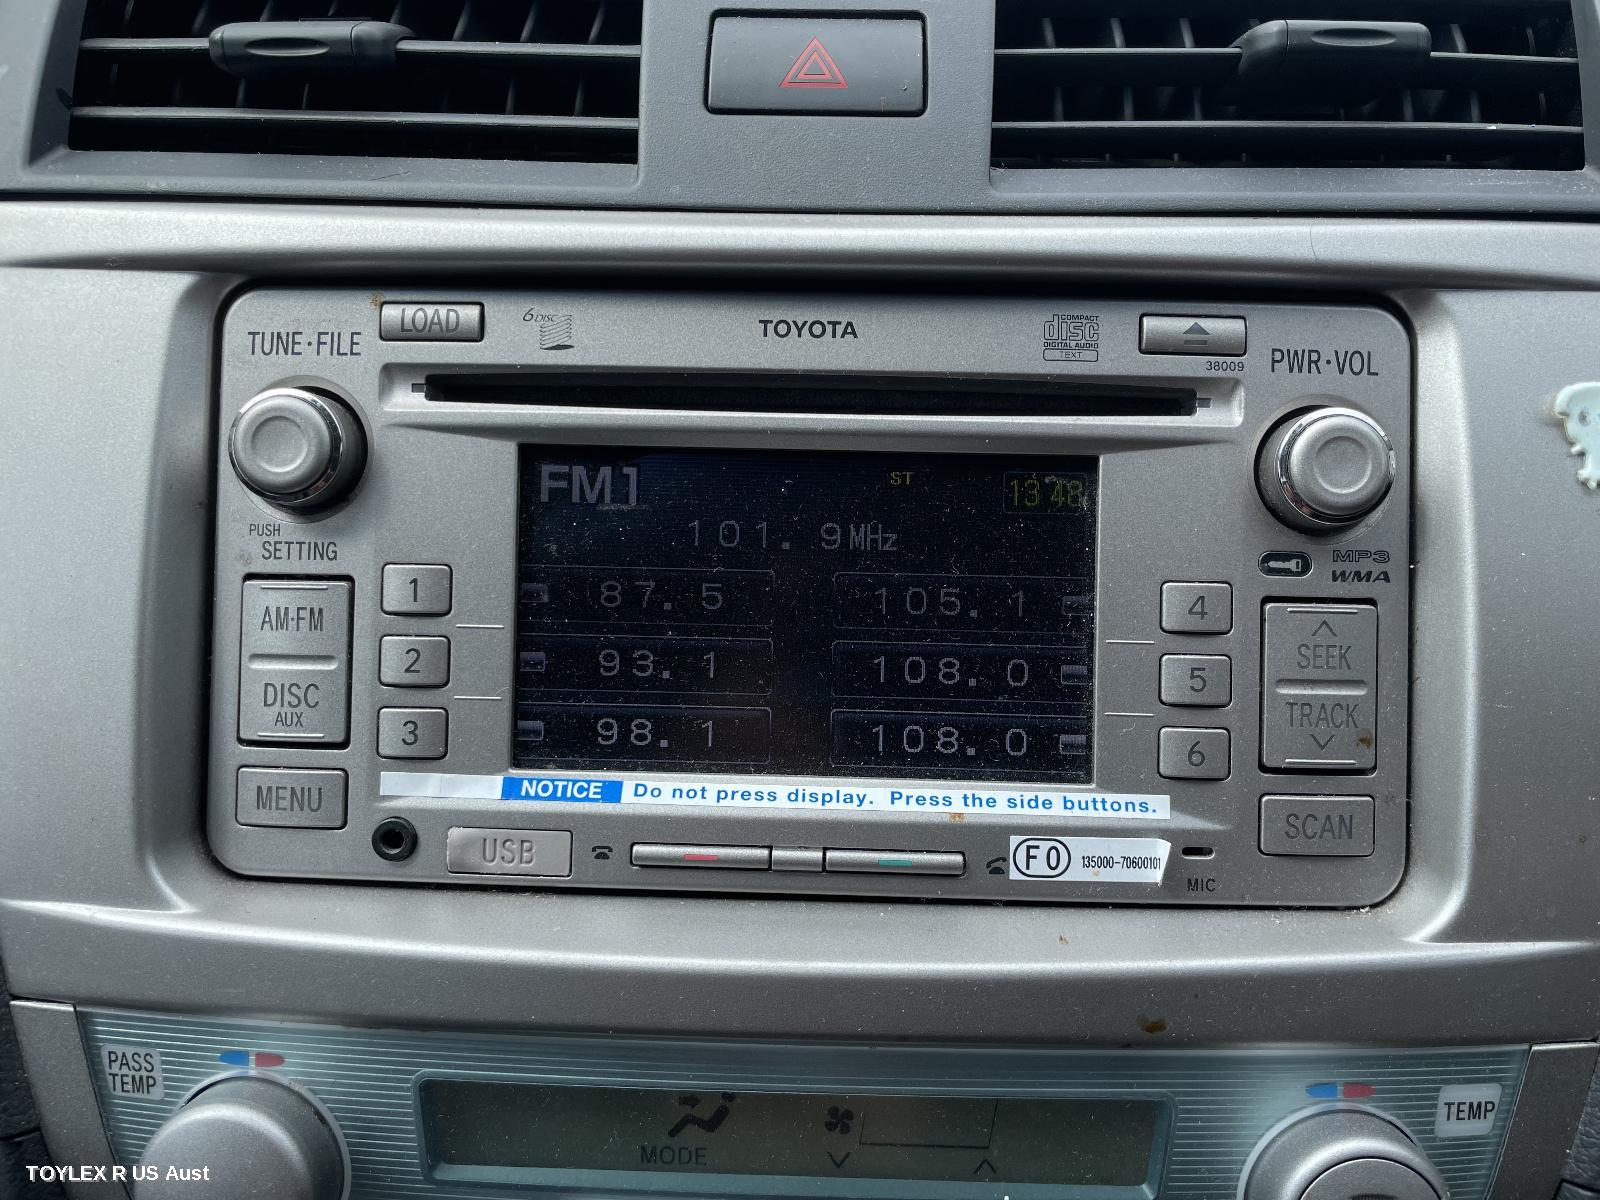 LOAD
6 DISC
TOYOTA
COMPACT
disc
DIGITAL AUDIO
TEXT
38009
TUNE·FILE
PWR·VOL
FM1
ST
13:48
101.9MHz
PUSH
SETTING
MP3
WMA
AM·FM
DISC
AUX
MENU
1
2
3
87.5
93.1
98.1
105.1
108.0
108.0
4
5
6
SEEK
TRACK
SCAN
NOTICE Do not press display. Press the side buttons.
USB
FO 135000-70600101
MIC
PASS
TEMP
MODE
TEMP
TOYLEX R US Aust